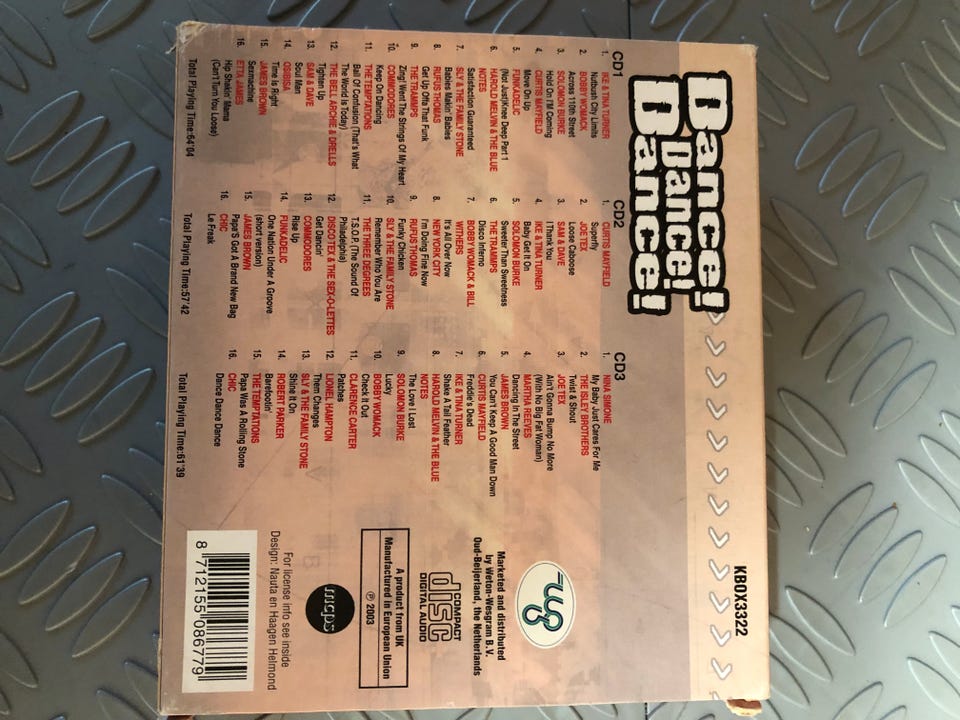 Dance!
Dance!
Dance!
KBOX3322
CD1
1. IKE & TINA TURNER
Nutbush City Limits
2. BOBBY WOMACK
Across 110th Street
3. SOLOMON BURKE
Hold On I'M Coming
4. CURTIS MAYFIELD
Move On Up
5. FUNKADELIC
(Not Just)Knee Deep Part 1
6. HAROLD MELVIN & THE BLUE
NOTES
Satisfaction Guaranteed
7. SLY & THE FAMILY STONE
Babies Makin' Babies
8. RUFUS THOMAS
Get Up Offa That Funk
9. THE TRAMMPS
Zing! Went The Strings Of My Heart
10. COMMODORES
Keep On Dancing
11. THE TEMPTATIONS
Ball Of Confusion (That's What
The World Is Today)
12. THE BELL ARCHIE & DRELLS
Tighten Up
13. SAM & DAVE
Soul Man
14. OSIBISA
Time Is Right
15. JAMES BROWN
Sexmachine
16. ETTA JAMES
Hip Shakin' Mama
(Can't Turn You Loose)
Total Playing Time:64'04
CD2
1. CURTIS MAYFIELD
Superfly
2. JOE TEX
Loose Caboose
3. SAM & DAVE
I Thank You
4. IKE & TINA TURNER
Baby Get It On
5. SOLOMON BURKE
Sweeter Than Sweetness
6. THE TRAMMPS
Disco Inferno
7. BOBBY WOMACK & BILL
WITHERS
It's All Over Now
8. NEW YORK CITY
I'm Doing Fine Now
9. RUFUS THOMAS
Funky Chicken
10. SLY & THE FAMILY STONE
Remember Who You Are
11. THE THREE DEGREES
T.S.O.P. (The Sound Of
Philadelphia)
12. DISCO TEX & THE SEX-O-LETTES
Get Dancin'
13. COMMODORES
Rise Up
14. FUNKADELIC
One Nation Under A Groove
(short version)
15. JAMES BROWN
Papa'S Got A Brand New Bag
16. CHIC
Le Freak
Total Playing Time:57'42
CD3
1. NINA SIMONE
My Baby Just Cares For Me
2. THE ISLEY BROTHERS
Twist & Shout
3. JOE TEX
Ain't Gonna Bump No More
(With No Big Fat Woman)
4. MARTHA REEVES
Dancing In The Street
5. JAMES BROWN
You Can't Keep A Good Man Down
6. CURTIS MAYFIELD
Freddie's Dead
7. IKE & TINA TURNER
Shake A Tail Feather
8. HAROLD MELVIN & THE BLUE
NOTES
The Love I Lost
9. SOLOMON BURKE
Lucky
10. BOBBY WOMACK
Check It Out
11. CLARENCE CARTER
Patches
12. LIONEL HAMPTON
Them Changes
13. SLY & THE FAMILY STONE
Shine It On
14. ROBERT PARKER
Barefootin'
15. THE TEMPTATIONS
Papa Was A Rolling Stone
16. CHIC
Dance Dance Dance
Total Playing Time:61'39
Marketed and distributed
by Weton-Wesgram B.V.
Oud-Beijerland, the Netherlands
COMPACT
disc
DIGITAL AUDIO
A product from UK
Manufactured in European Union
℗ 2003
mcps
For license info see inside
Design: Nauta en Haagen Helmond
8 712155 086779